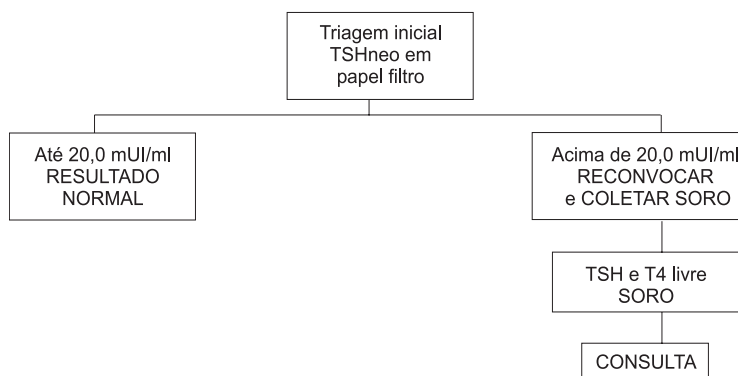 Triagem inicial
TSHneo em
papel filtro
Até 20,0 mUI/ml
RESULTADO
NORMAL
Acima de 20,0 mUI/ml
RECONVOCAR
e COLETAR SORO
TSH e T4 livre
SORO
CONSULTA